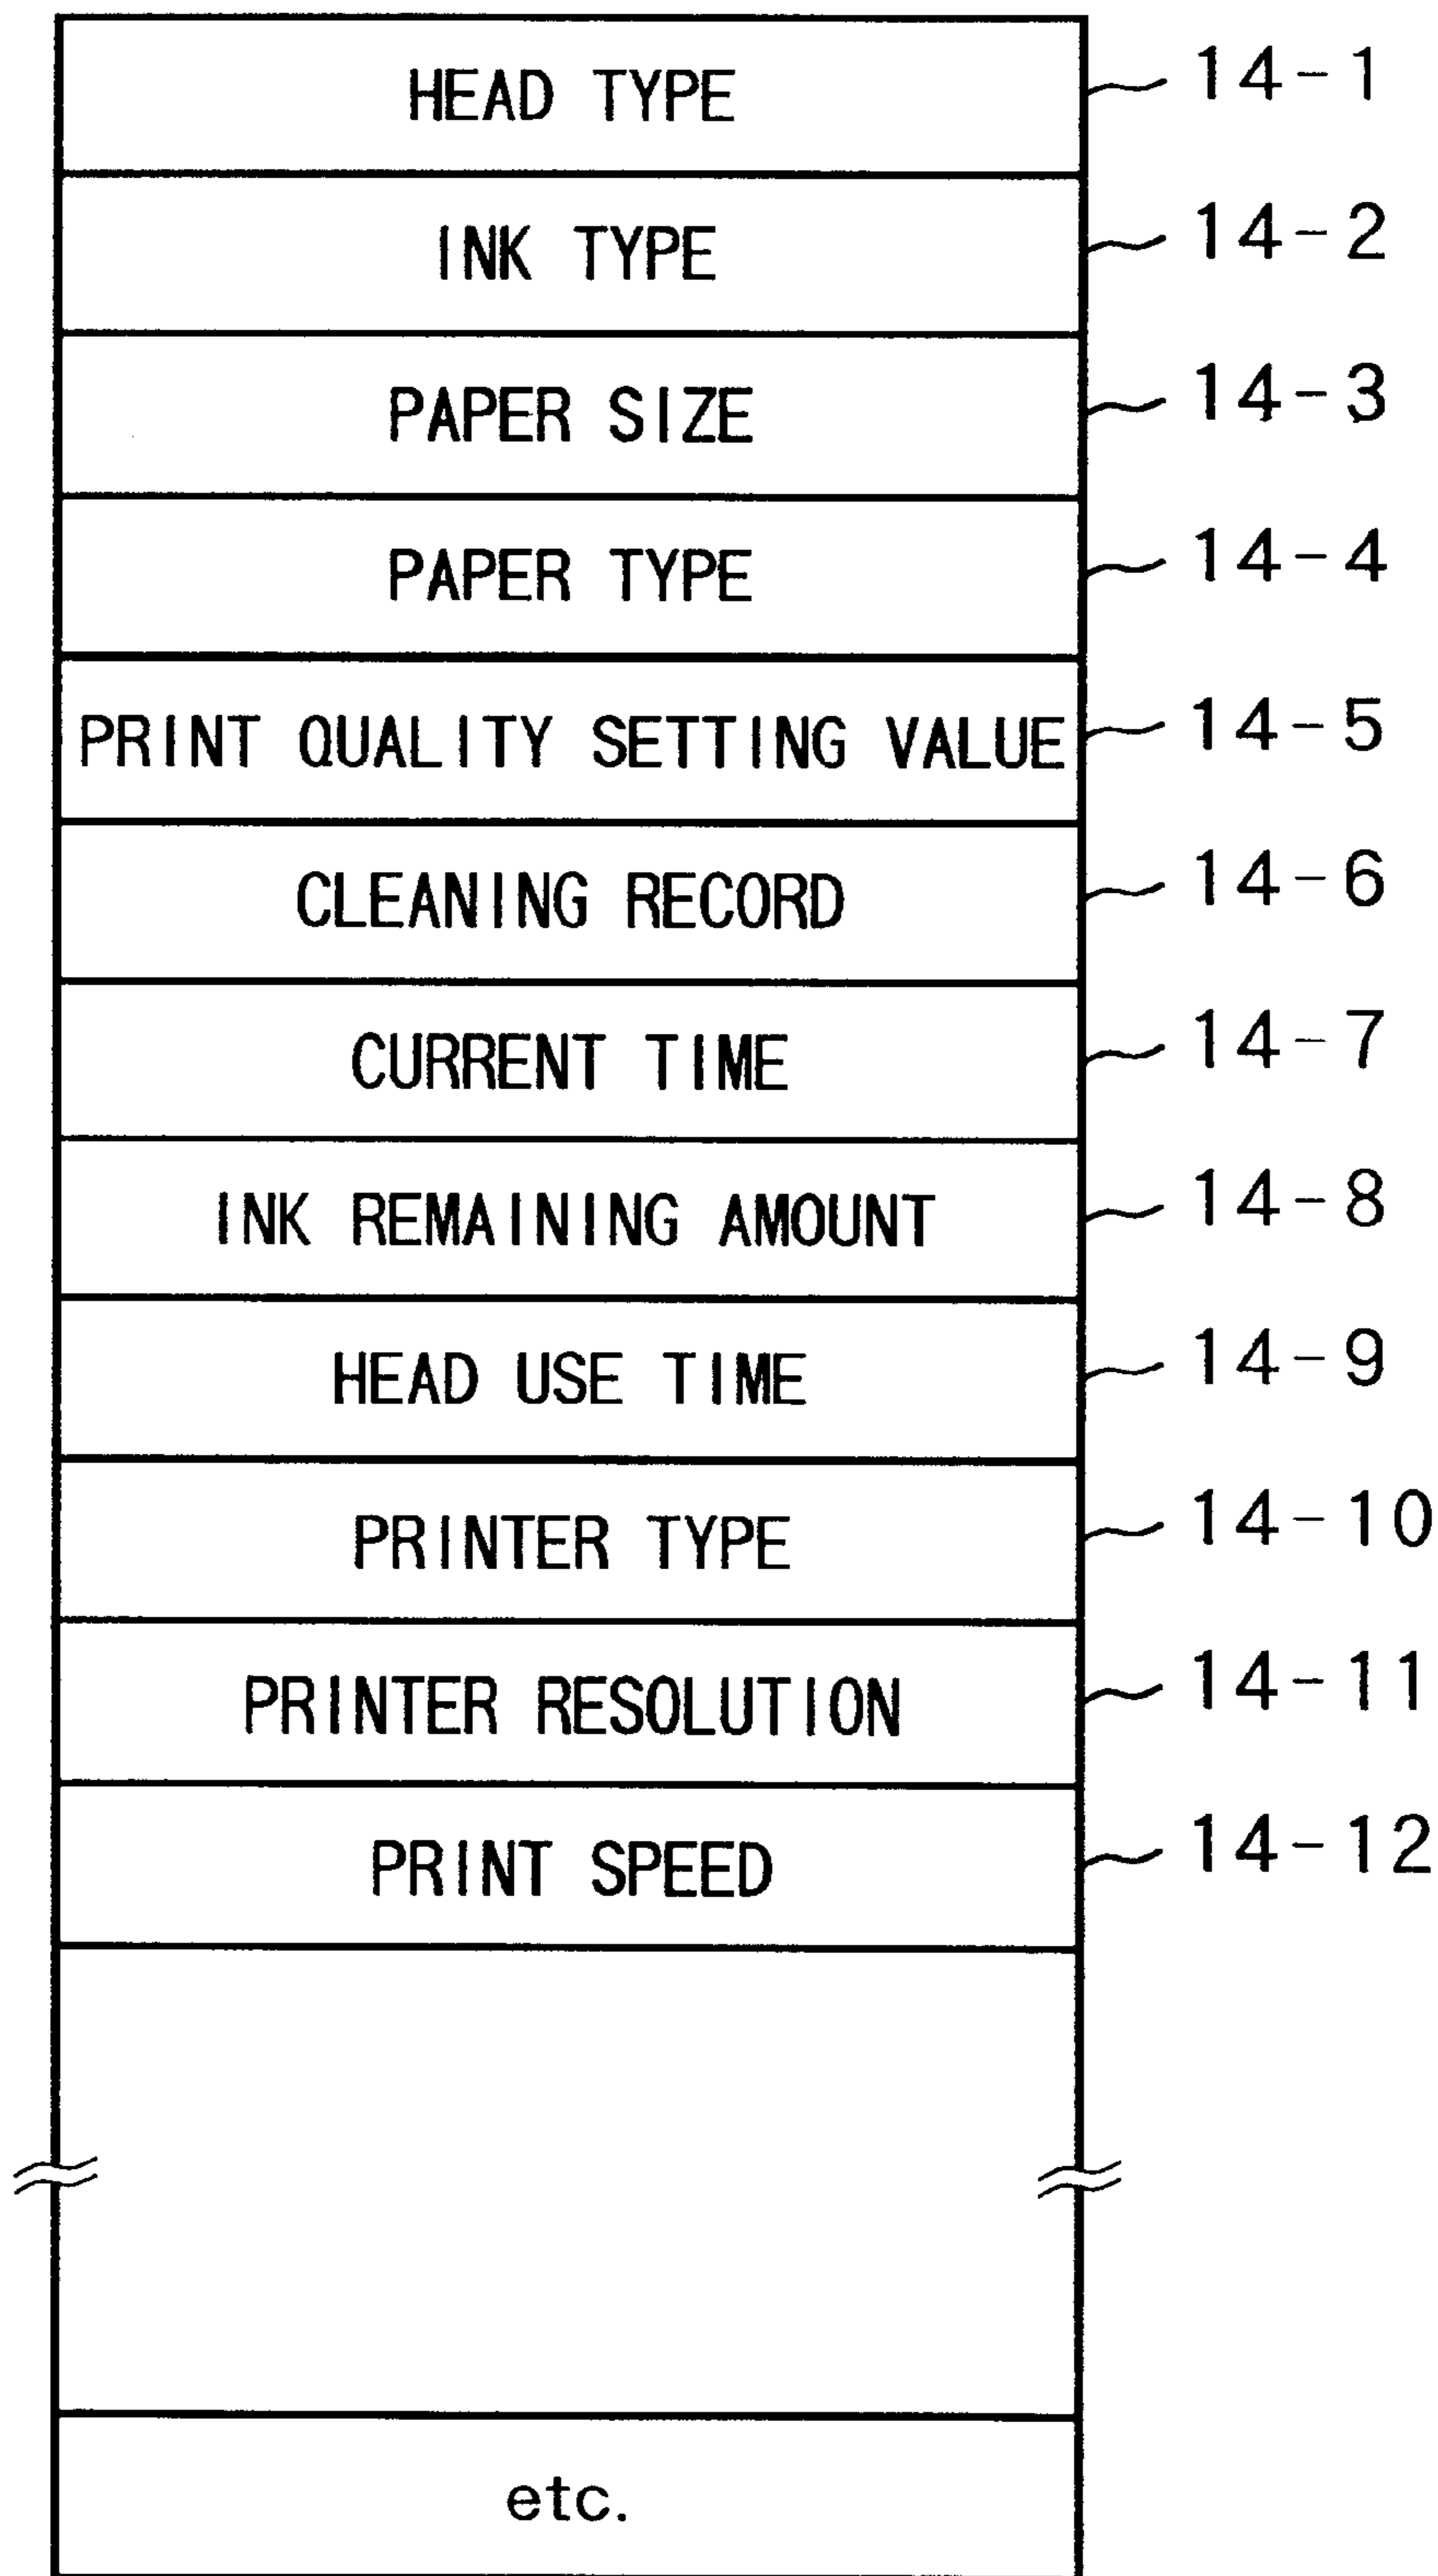 HEAD TYPE 14-1
INK TYPE 14-2
PAPER SIZE 14-3
PAPER TYPE 14-4
PRINT QUALITY SETTING VALUE 14-5
CLEANING RECORD 14-6
CURRENT TIME 14-7
INK REMAINING AMOUNT 14-8
HEAD USE TIME 14-9
PRINTER TYPE 14-10
PRINTER RESOLUTION 14-11
PRINT SPEED 14-12
etc.